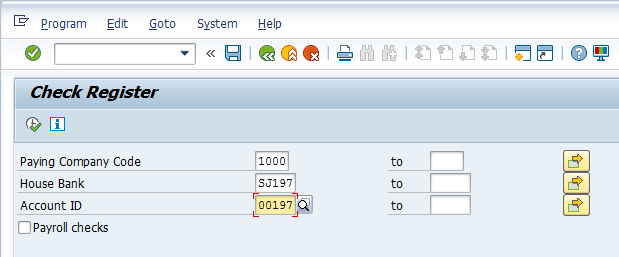 Program Edit Goto System Help
«
Check Register
Paying Company Code 1000 to
House Bank SJ197 to
Account ID 00197 to
Payroll checks